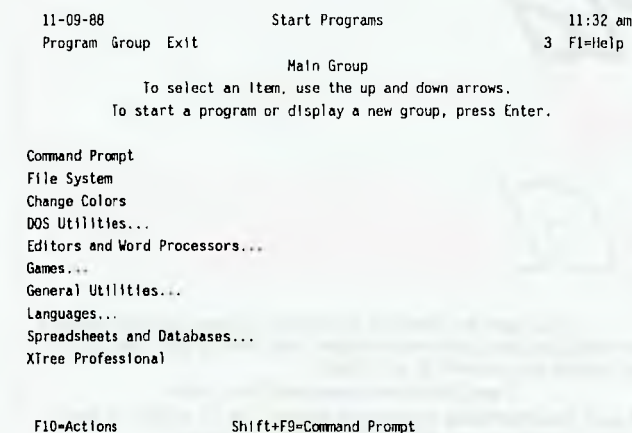 11-09-88 Start Programs 11:32 am
Program Group Exit 3 F1=Help
Main Group
To select an item, use the up and down arrows.
To start a program or display a new group, press Enter.
Command Prompt
File System
Change Colors
DOS Utilities...
Editors and Word Processors...
Games...
General Utilities...
Languages...
Spreadsheets and Databases...
XTree Professional
F10=Actions Shift+F9=Command Prompt